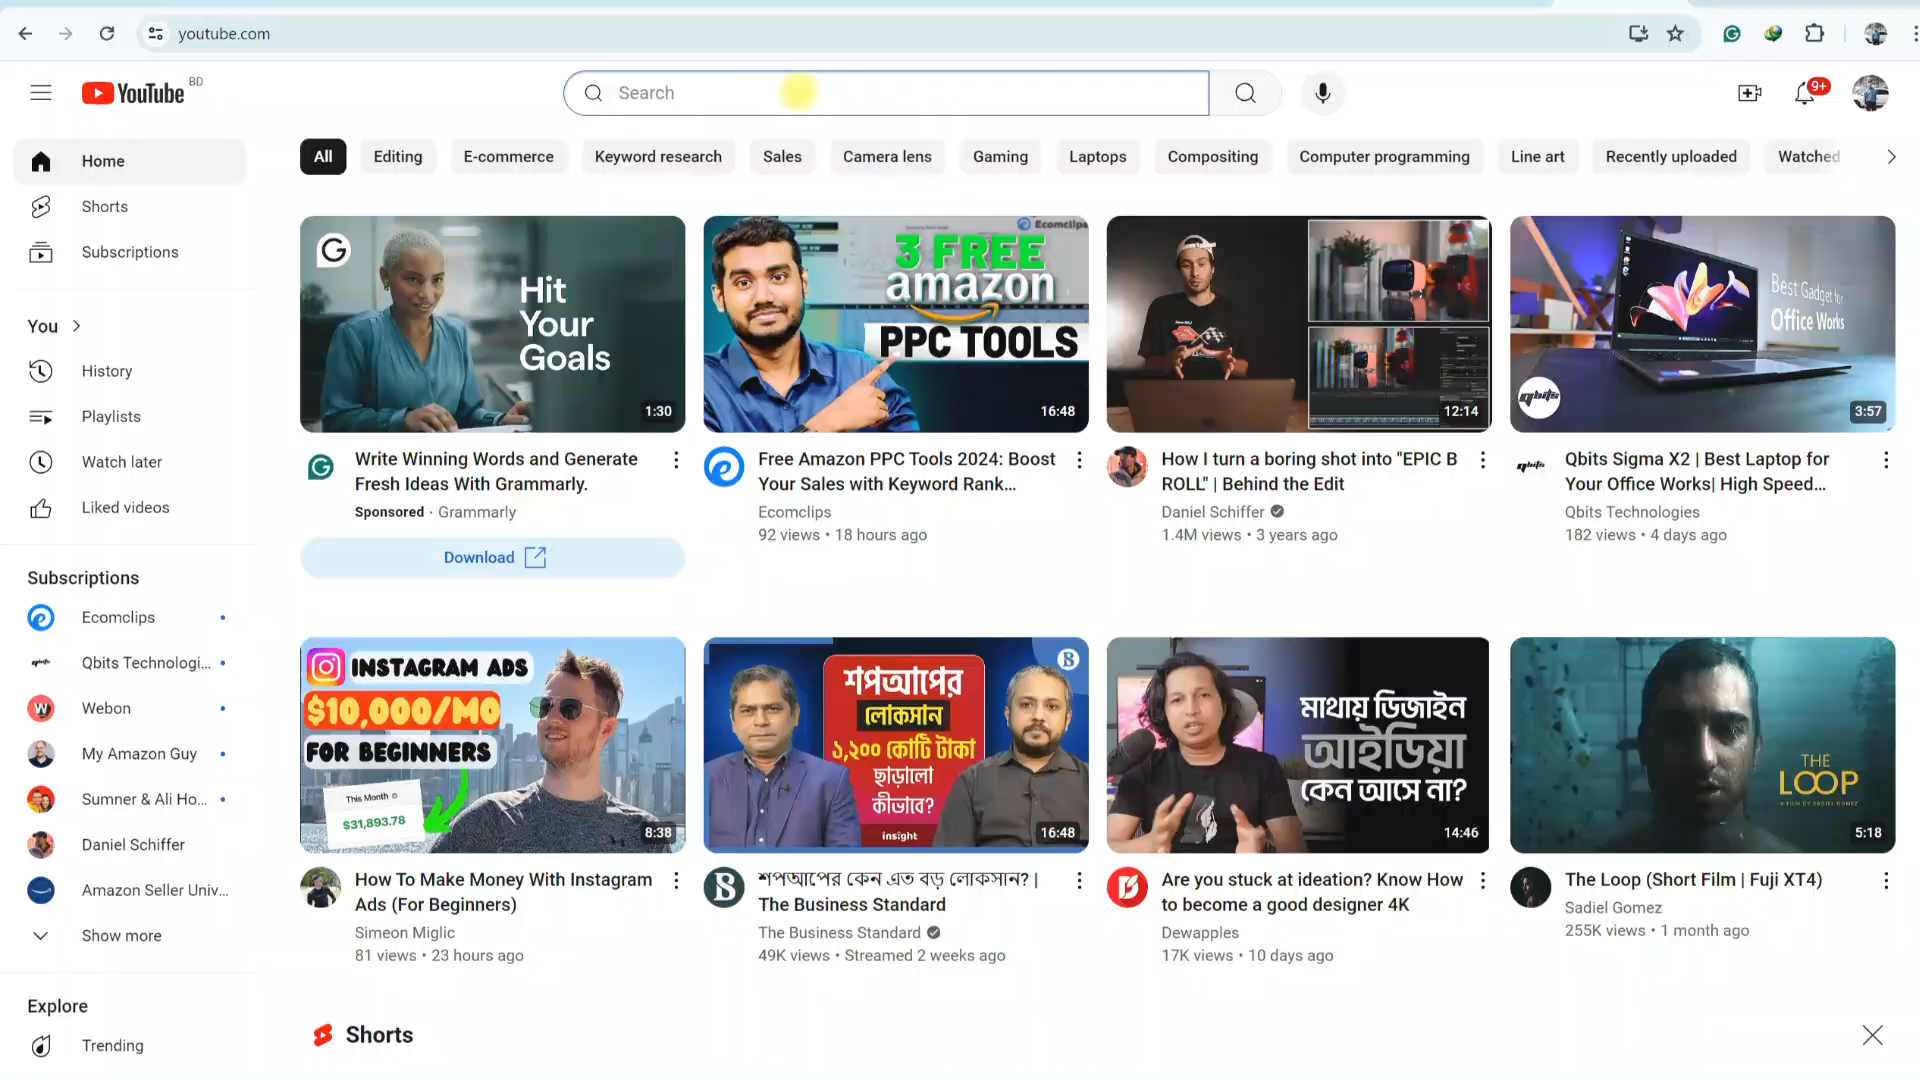 youtube.com
YouTube BD
Search
9+
Home
Shorts
Subscriptions
You
History
Playlists
Watch later
Liked videos
Subscriptions
Ecomclips
Qbits Technologi...
Webon
My Amazon Guy
Sumner & Ali Ho...
Daniel Schiffer
Amazon Seller Univ...
Show more
Explore
Trending
All
Editing
E-commerce
Keyword research
Sales
Camera lens
Gaming
Laptops
Compositing
Computer programming
Line art
Recently uploaded
Watched
Hit
Your
Goals
1:30
Write Winning Words and Generate
Fresh Ideas With Grammarly.
Sponsored · Grammarly
Download
Ecomclips
3 FREE
amazon
PPC TOOLS
16:48
Free Amazon PPC Tools 2024: Boost
Your Sales with Keyword Rank...
Ecomclips
92 views • 18 hours ago
12:14
How I turn a boring shot into "EPIC B
ROLL" | Behind the Edit
Daniel Schiffer
1.4M views • 3 years ago
Best Gadget for
Office Works
qbits
3:57
Qbits Sigma X2 | Best Laptop for
Your Office Works| High Speed...
Qbits Technologies
182 views • 4 days ago
INSTAGRAM ADS
$10,000/MO
FOR BEGINNERS
This Month
$31,893.78
8:38
How To Make Money With Instagram
Ads (For Beginners)
Simeon Miglic
81 views • 23 hours ago
B
শপআপের
লোকসান
১,২০০ কোটি টাকা
ছাড়ালো
কীভাবে?
insight
16:48
শপআপের কেন এত বড় লোকসান? |
The Business Standard
The Business Standard
49K views • Streamed 2 weeks ago
মাথায় ডিজাইন
আইডিয়া
কেন আসে না?
14:46
Are you stuck at ideation? Know How
to become a good designer 4K
Dewapples
17K views • 10 days ago
THE
LOOP
A FILM BY SADIEL GOMEZ
5:18
The Loop (Short Film | Fuji XT4)
Sadiel Gomez
255K views • 1 month ago
Shorts